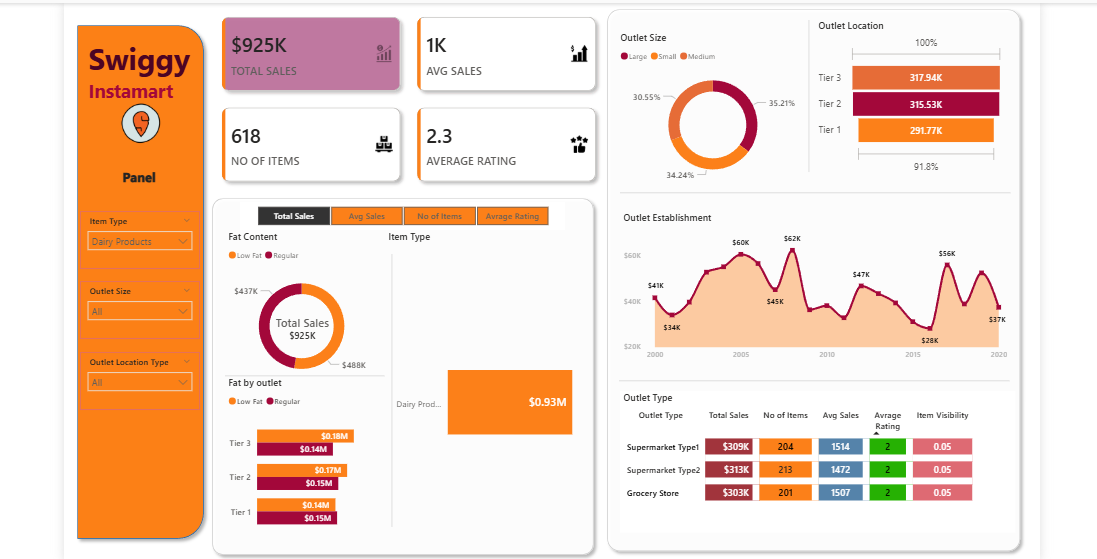 Swiggy
Instamart
Panel
Item Type
Dairy Products
Outlet Size
All
Outlet Location Type
All
$925K
TOTAL SALES
1K
AVG SALES
618
NO OF ITEMS
2.3
AVERAGE RATING
Total Sales
Avg Sales
No of Items
Avrage Rating
Fat Content
Low Fat Regular
$437K
Total Sales
$925K
$488K
Fat by outlet
Low Fat Regular
Tier 3
$0.18M
$0.14M
Tier 2
$0.17M
$0.15M
Tier 1
$0.14M
$0.15M
Item Type
Dairy Prod...
$0.93M
Outlet Size
Large Small Medium
30.55%
35.21%
34.24%
Outlet Location
100%
Tier 3 317.94K
Tier 2 315.53K
Tier 1 291.77K
91.8%
Outlet Establishment
$60K
$40K
$20K
$41K
$34K
$60K
$45K
$62K
$47K
$28K
$56K
$37K
2000 2005 2010 2015 2020
Outlet Type
Outlet Type Total Sales No of Items Avg Sales Avrage Rating Item Visibility
Supermarket Type1 $309K 204 1514 2 0.05
Supermarket Type2 $313K 213 1472 2 0.05
Grocery Store $303K 201 1507 2 0.05